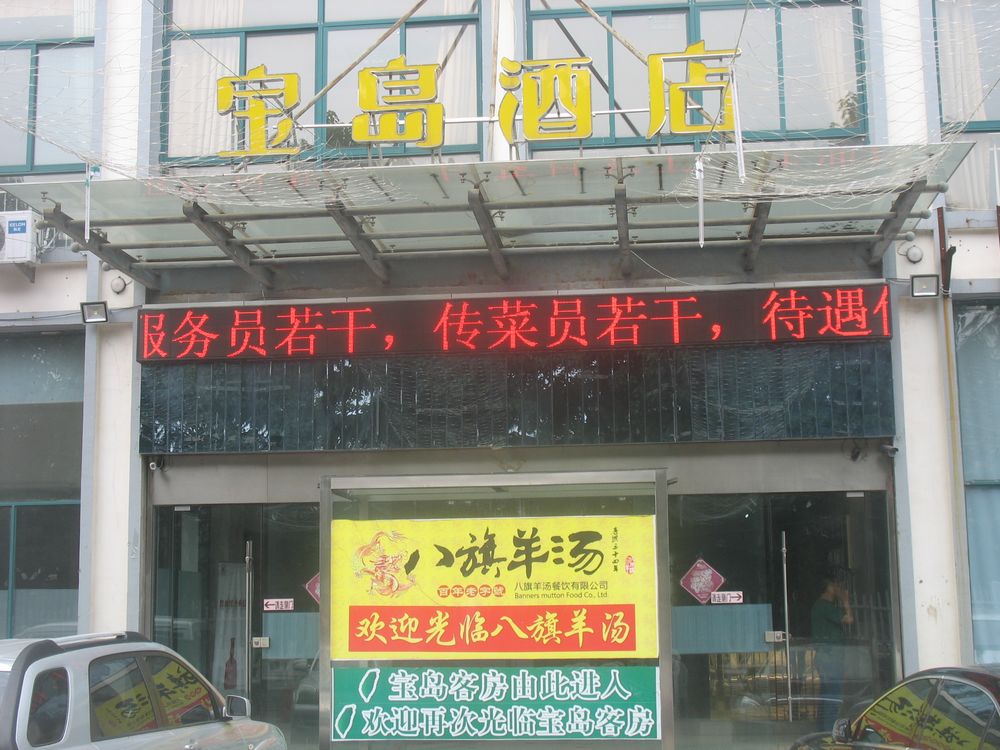 宝岛酒店
KELON
服务员若干，传菜员若干，待遇
八旗羊汤
百年老字號
八旗羊汤餐饮有限公司
Banners mutton Food Co., Ltd.
欢迎光临八旗羊汤
宝岛客房由此进入
欢迎再次光临宝岛客房